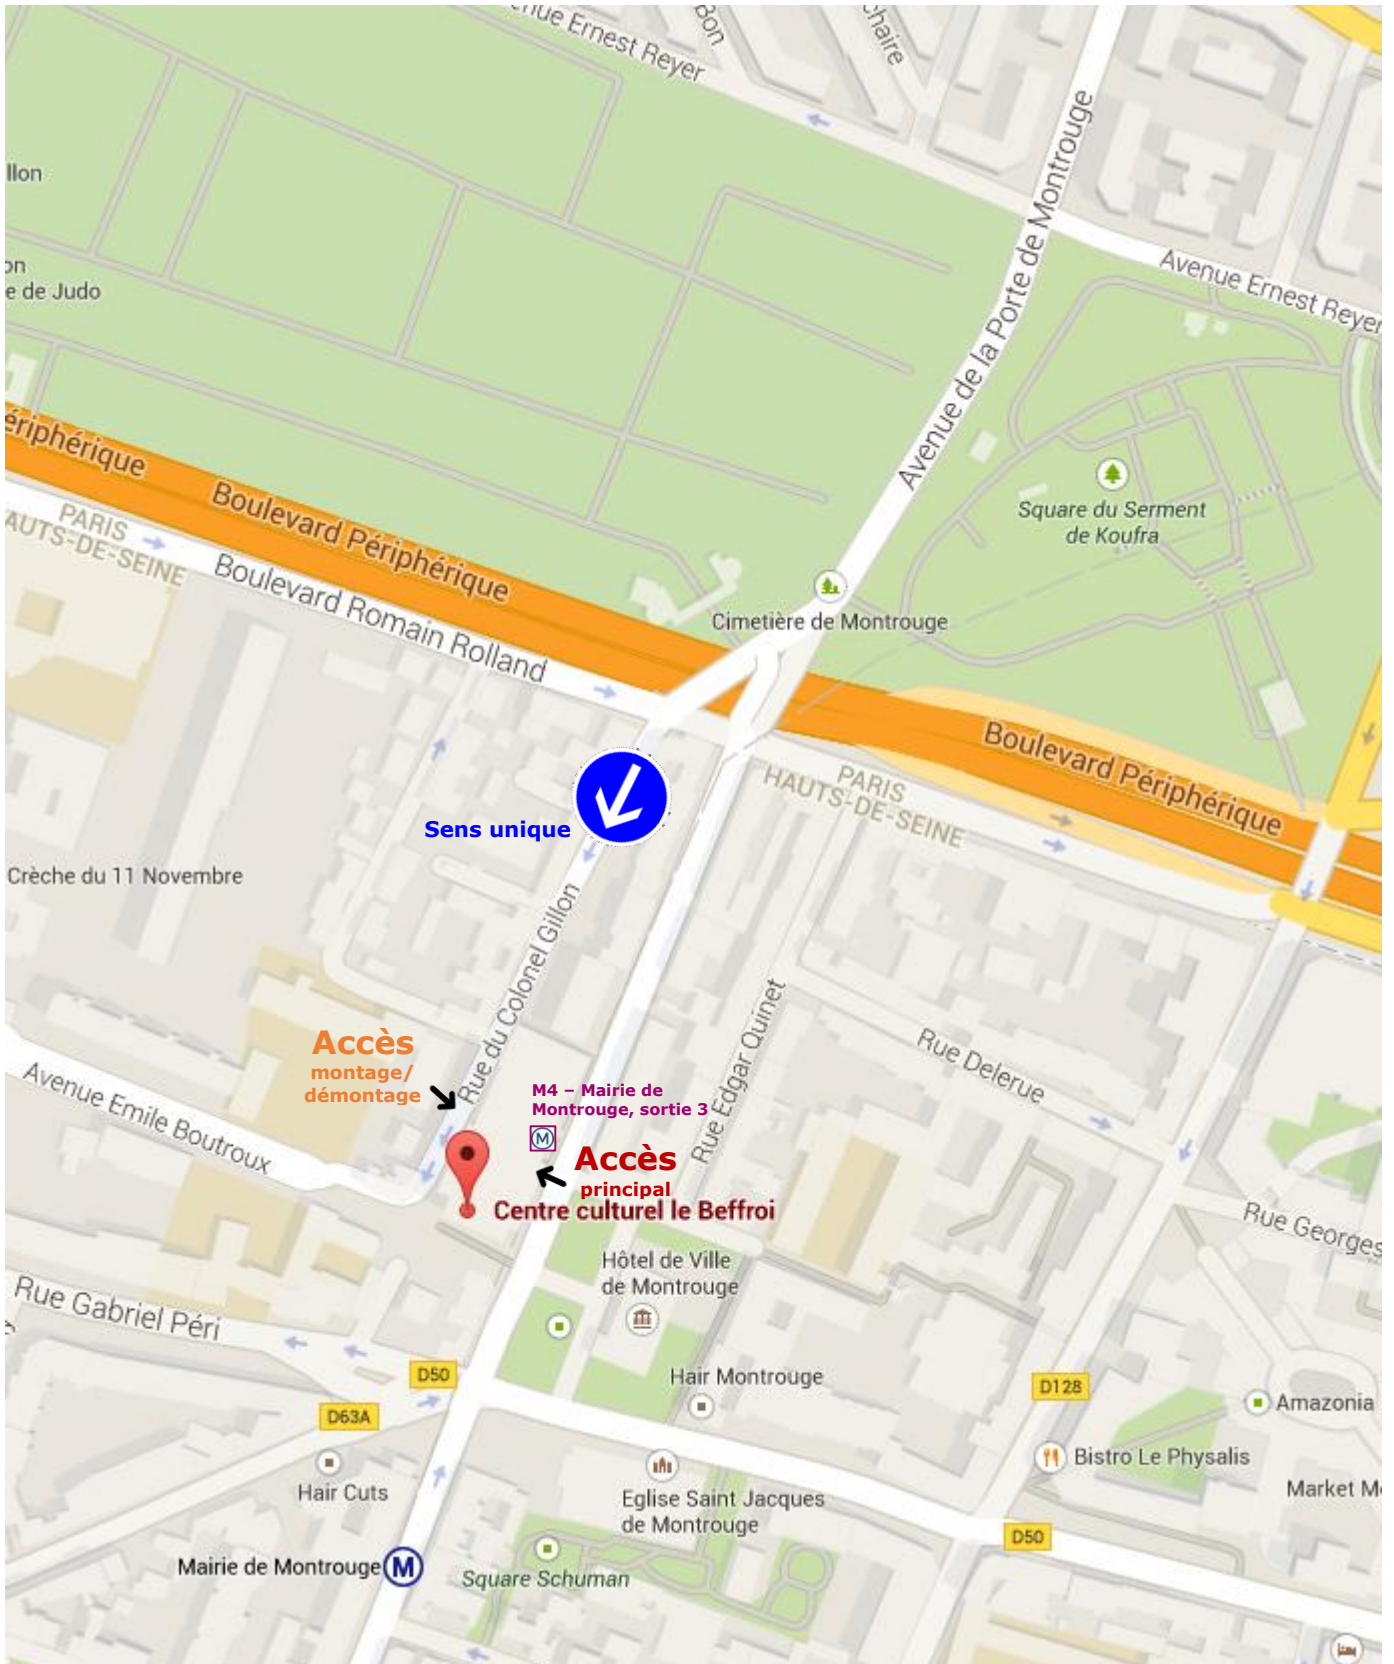 Avenue Ernest Reyer
Bon
chaire
llon
on
e de Judo
Avenue de la Porte de Montrouge
Avenue Ernest Reyer
ériphérique
Boulevard Périphérique
Square du Serment
de Koufra
PARIS
AUTS-DE-SEINE
Boulevard Romain Rolland
Cimetière de Montrouge
Boulevard Périphérique
PARIS
HAUTS-DE-SEINE
Sens unique
Crèche du 11 Novembre
Rue du Colonel Gillon
Rue Edgar Quinet
Rue Delerue
Accès
montage/
démontage
Avenue Emile Boutroux
M4 – Mairie de
Montrouge, sortie 3
M
Accès
principal
Centre culturel le Beffroi
Rue Georges
Hôtel de Ville
de Montrouge
Rue Gabriel Péri
D50
Hair Montrouge
D128
Amazonia
D63A
Hair Cuts
Bistro Le Physalis
Eglise Saint Jacques
de Montrouge
Market M
D50
Mairie de Montrouge M
Square Schuman